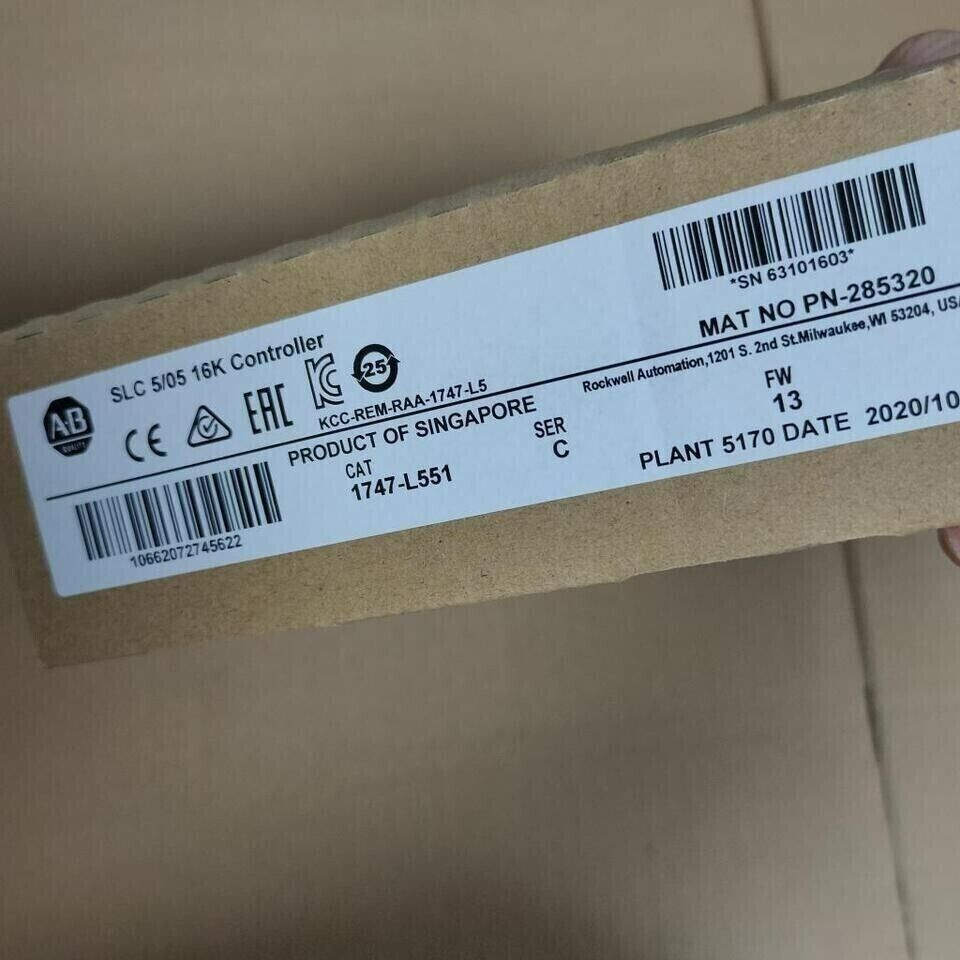 *SN 63101603*
MAT NO PN-285320
Rockwell Automation,1201 S. 2nd St.Milwaukee,WI 53204, USA
SLC 5/05 16K Controller
A-B
QUALITY
CE
EAC
25
KCC-REM-RAA-1747-L5
PRODUCT OF SINGAPORE
CAT
1747-L551
SER
C
FW
13
PLANT 5170 DATE 2020/10
10662072745622